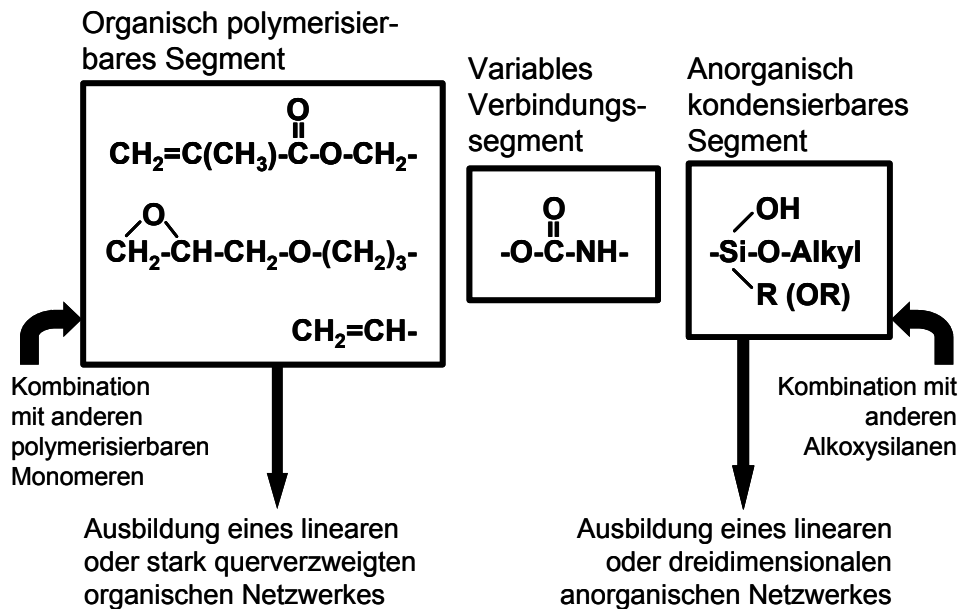 Organisch polymerisier-
bares Segment
O
CH₂=C(CH₃)-C-O-CH₂-
O
CH₂-CH-CH₂-O-(CH₂)₃-
CH₂=CH-
Variables
Verbindungs-
segment
O
-O-C-NH-
Anorganisch
kondensierbares
Segment
OH
-Si-O-Alkyl
R (OR)
Kombination
mit anderen
polymerisierbaren
Monomeren
Kombination mit
anderen
Alkoxysilanen
Ausbildung eines linearen
oder stark querverzweigten
organischen Netzwerkes
Ausbildung eines linearen
oder dreidimensionalen
anorganischen Netzwerkes